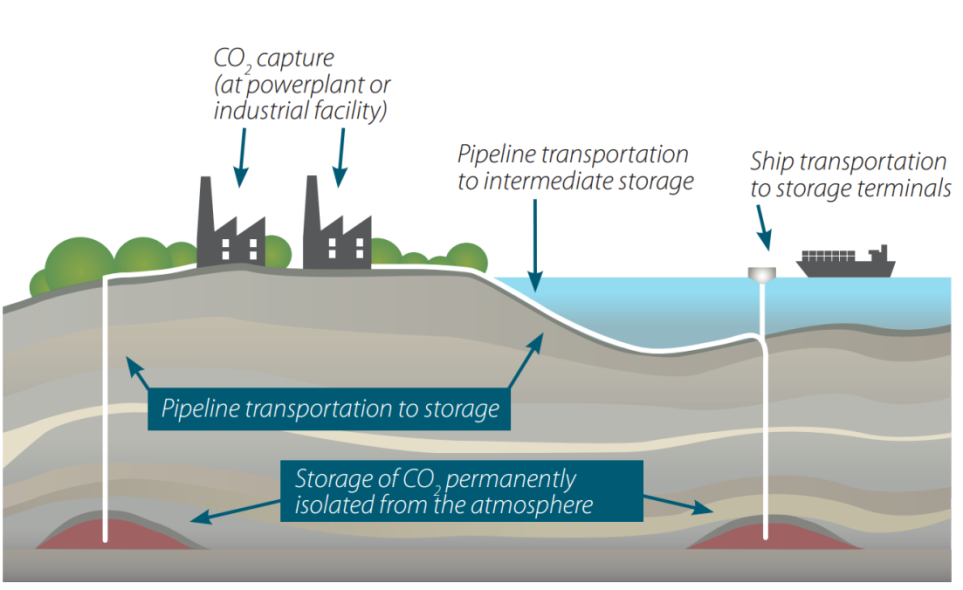 CO₂ capture
(at powerplant or
industrial facility)
Pipeline transportation
to intermediate storage
Ship transportation
to storage terminals
Pipeline transportation to storage
Storage of CO₂ permanently
isolated from the atmosphere